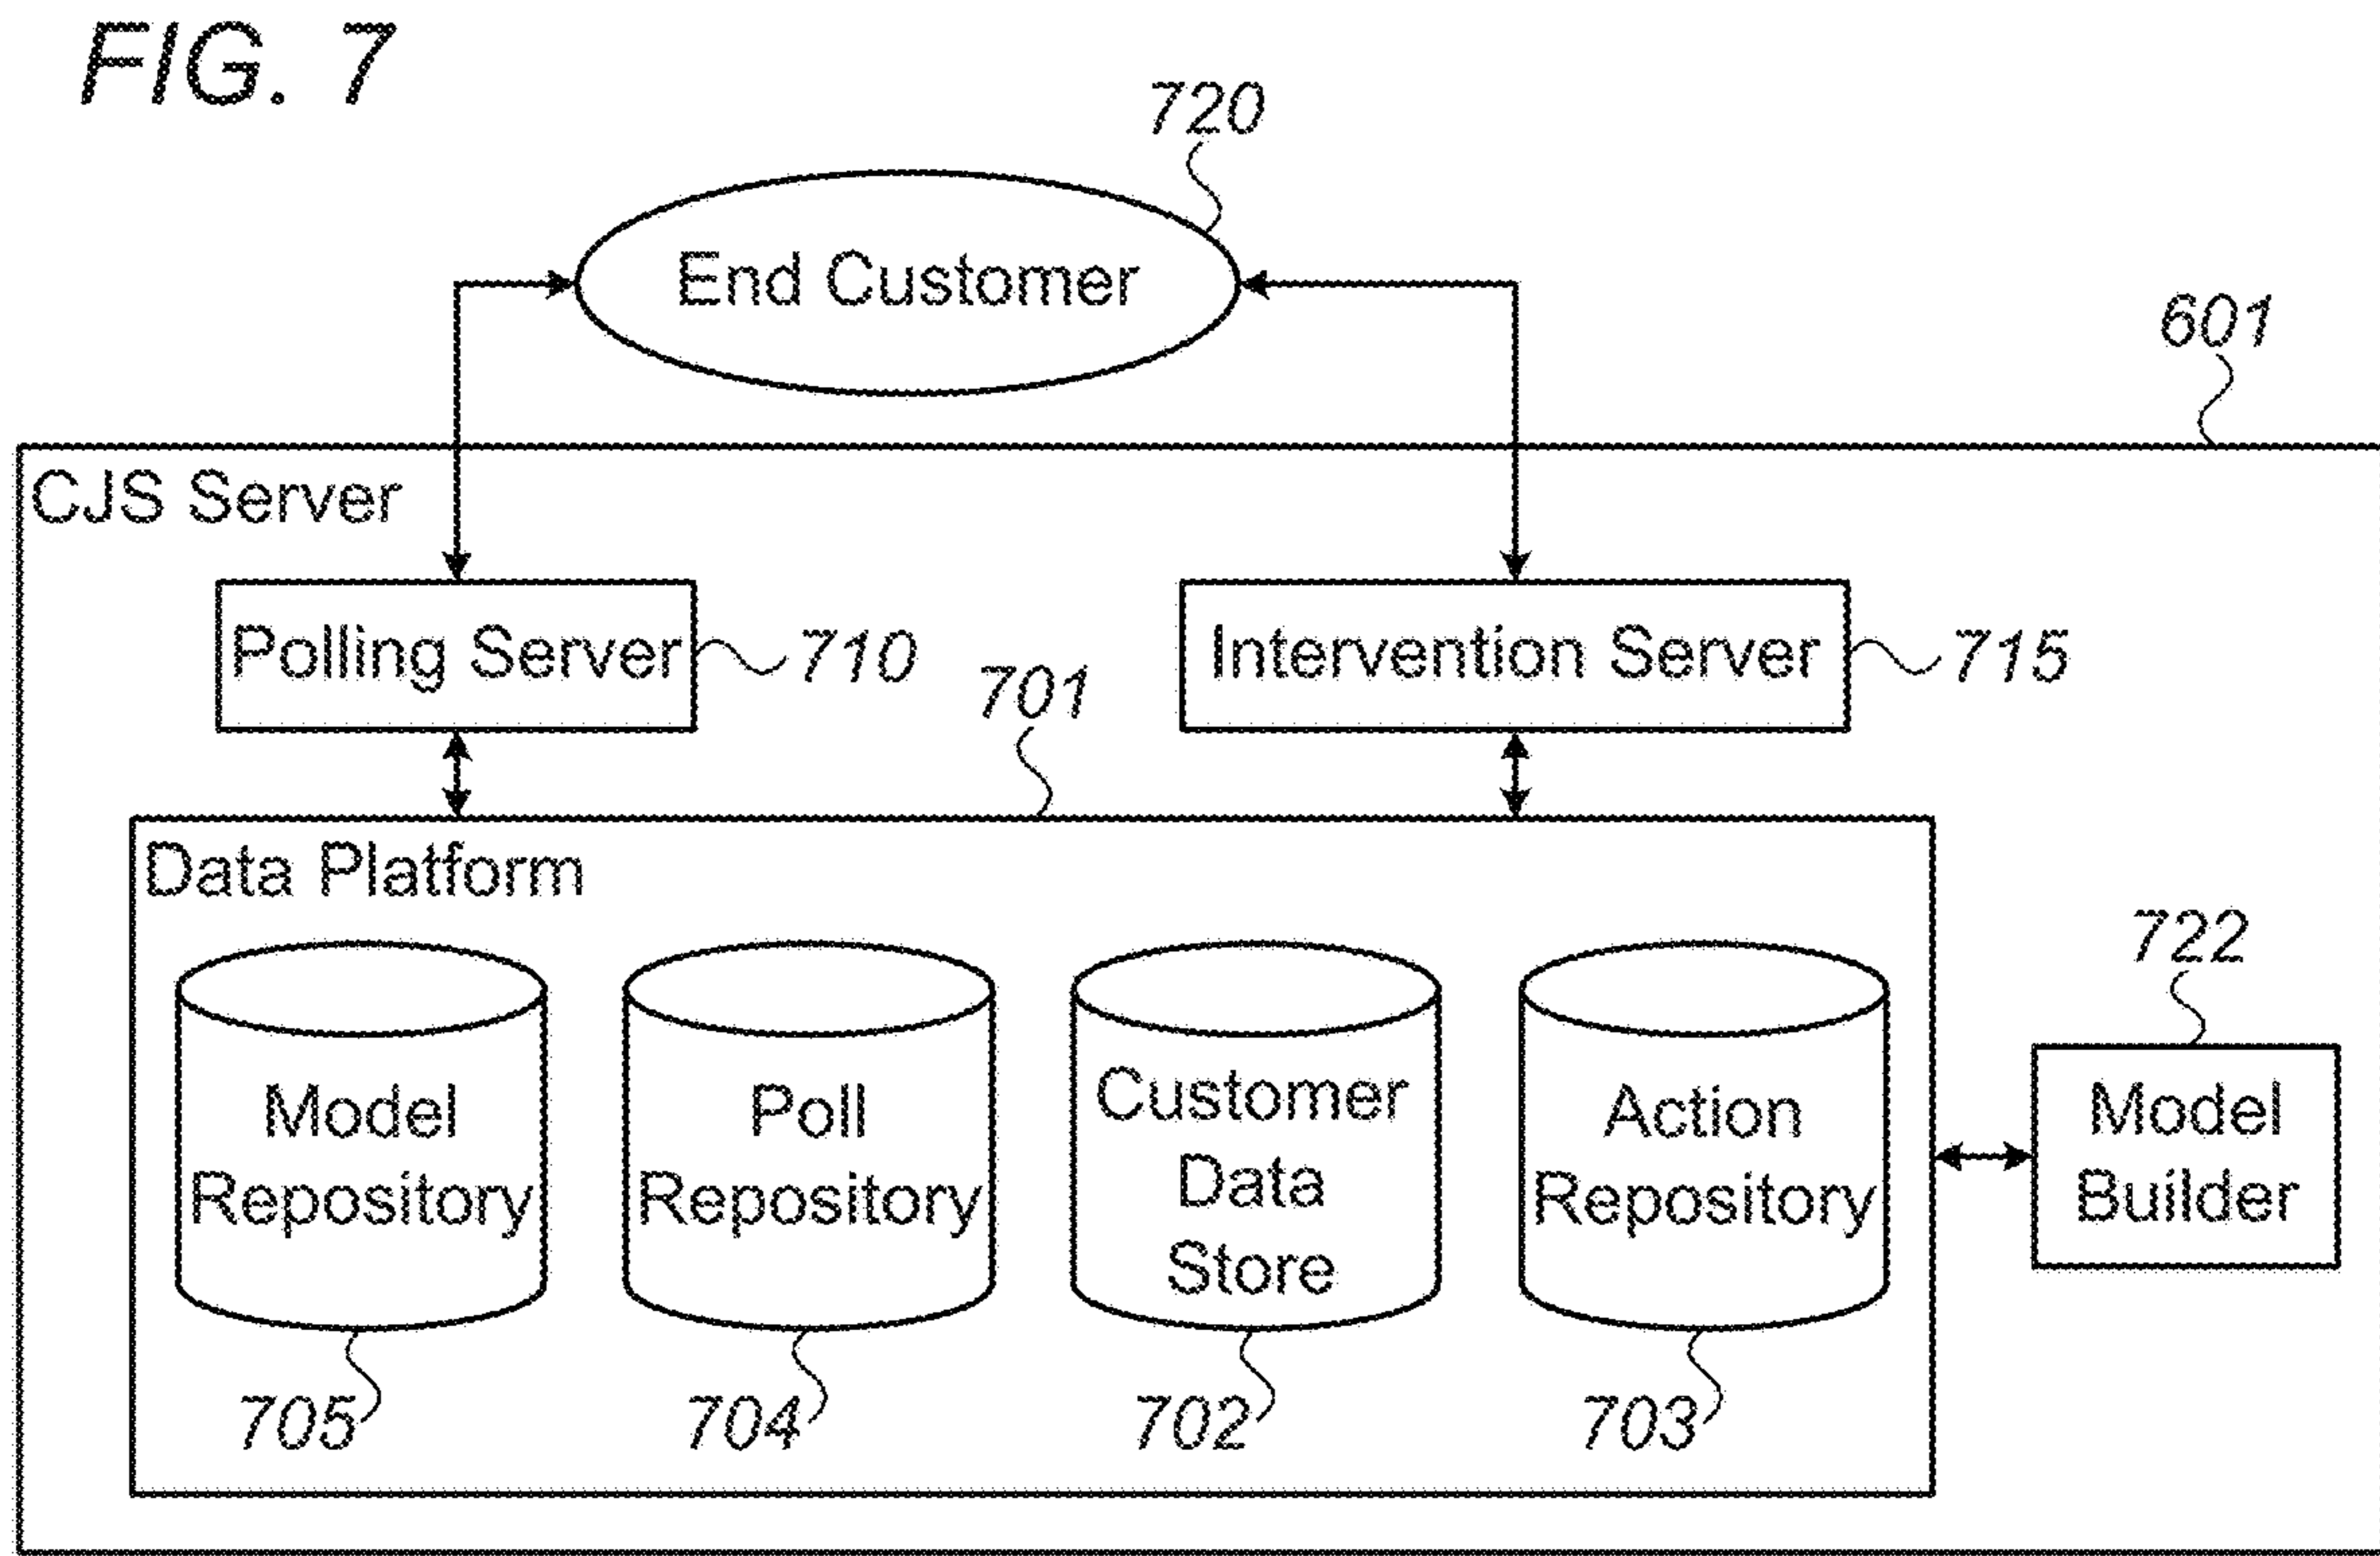 FIG. 7
720
End Customer
601
CJS Server
Polling Server
710
701
Intervention Server
715
Data Platform
722
Model
Repository
Poll
Repository
Customer
Data
Store
Action
Repository
Model
Builder
705
704
702
703